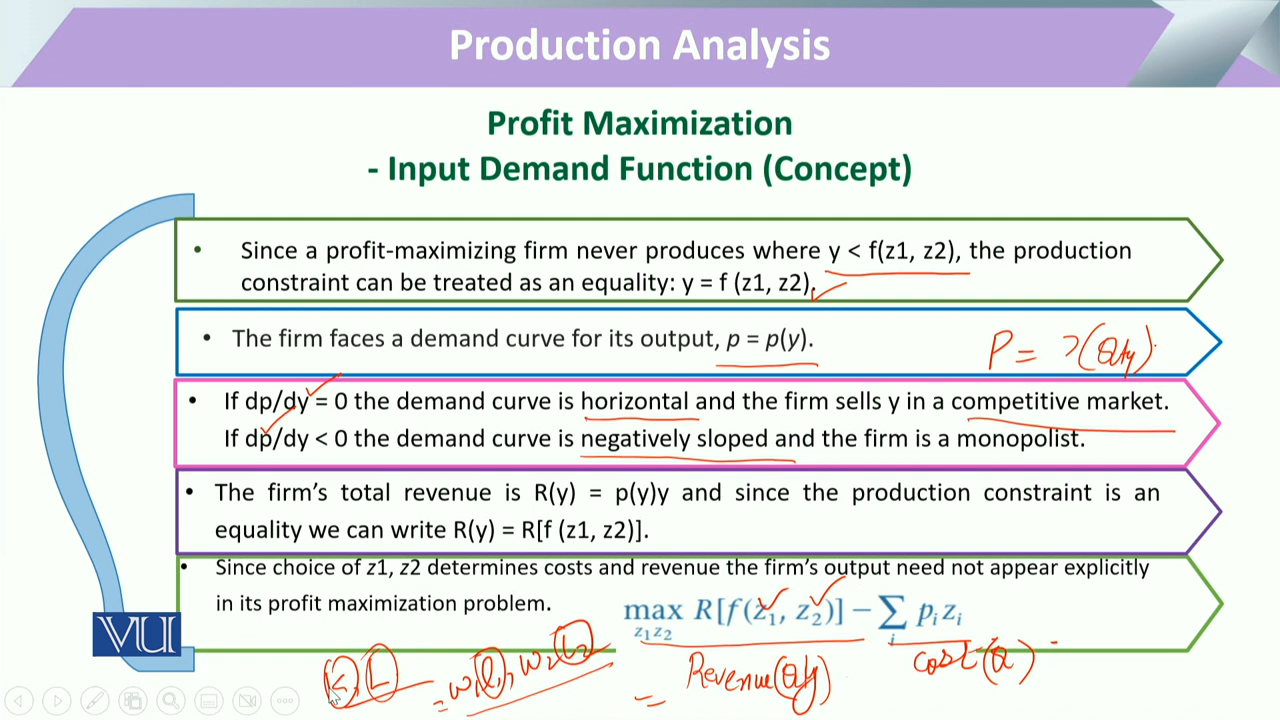 Production Analysis
Profit Maximization
- Input Demand Function (Concept)
• Since a profit-maximizing firm never produces where y < f(z1, z2), the production
constraint can be treated as an equality: y = f (z1, z2).
• The firm faces a demand curve for its output, p = p(y).
P = (Qty)
• If dp/dy = 0 the demand curve is horizontal and the firm sells y in a competitive market.
If dp/dy < 0 the demand curve is negatively sloped and the firm is a monopolist.
• The firm's total revenue is R(y) = p(y)y and since the production constraint is an
equality we can write R(y) = R[f (z1, z2)].
• Since choice of z1, z2 determines costs and revenue the firm's output need not appear explicitly
in its profit maximization problem.
max R[f(z₁, z₂)] − ∑ pᵢzᵢ
z₁z₂ i
VU
= Revenue(Qty) cost(Q)